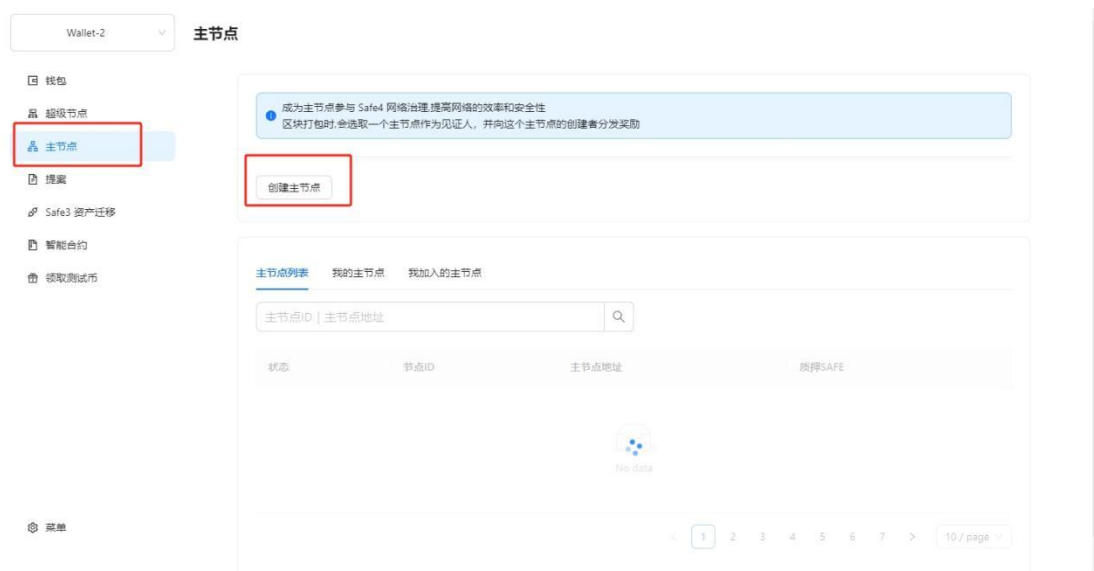 Wallet-2
主节点
钱包
超级节点
主节点
提案
Safe3 资产迁移
智能合约
领取测试币
菜单
成为主节点参与 Safe4 网络治理,提高网络的效率和安全性
区块打包时,会选取一个主节点作为见证人，并向这个主节点的创建者分发奖励
创建主节点
主节点列表 我的主节点 我加入的主节点
主节点ID | 主节点地址
状态 节点ID 主节点地址 质押SAFE
No data
< 1 2 3 4 5 6 7 > 10 / page